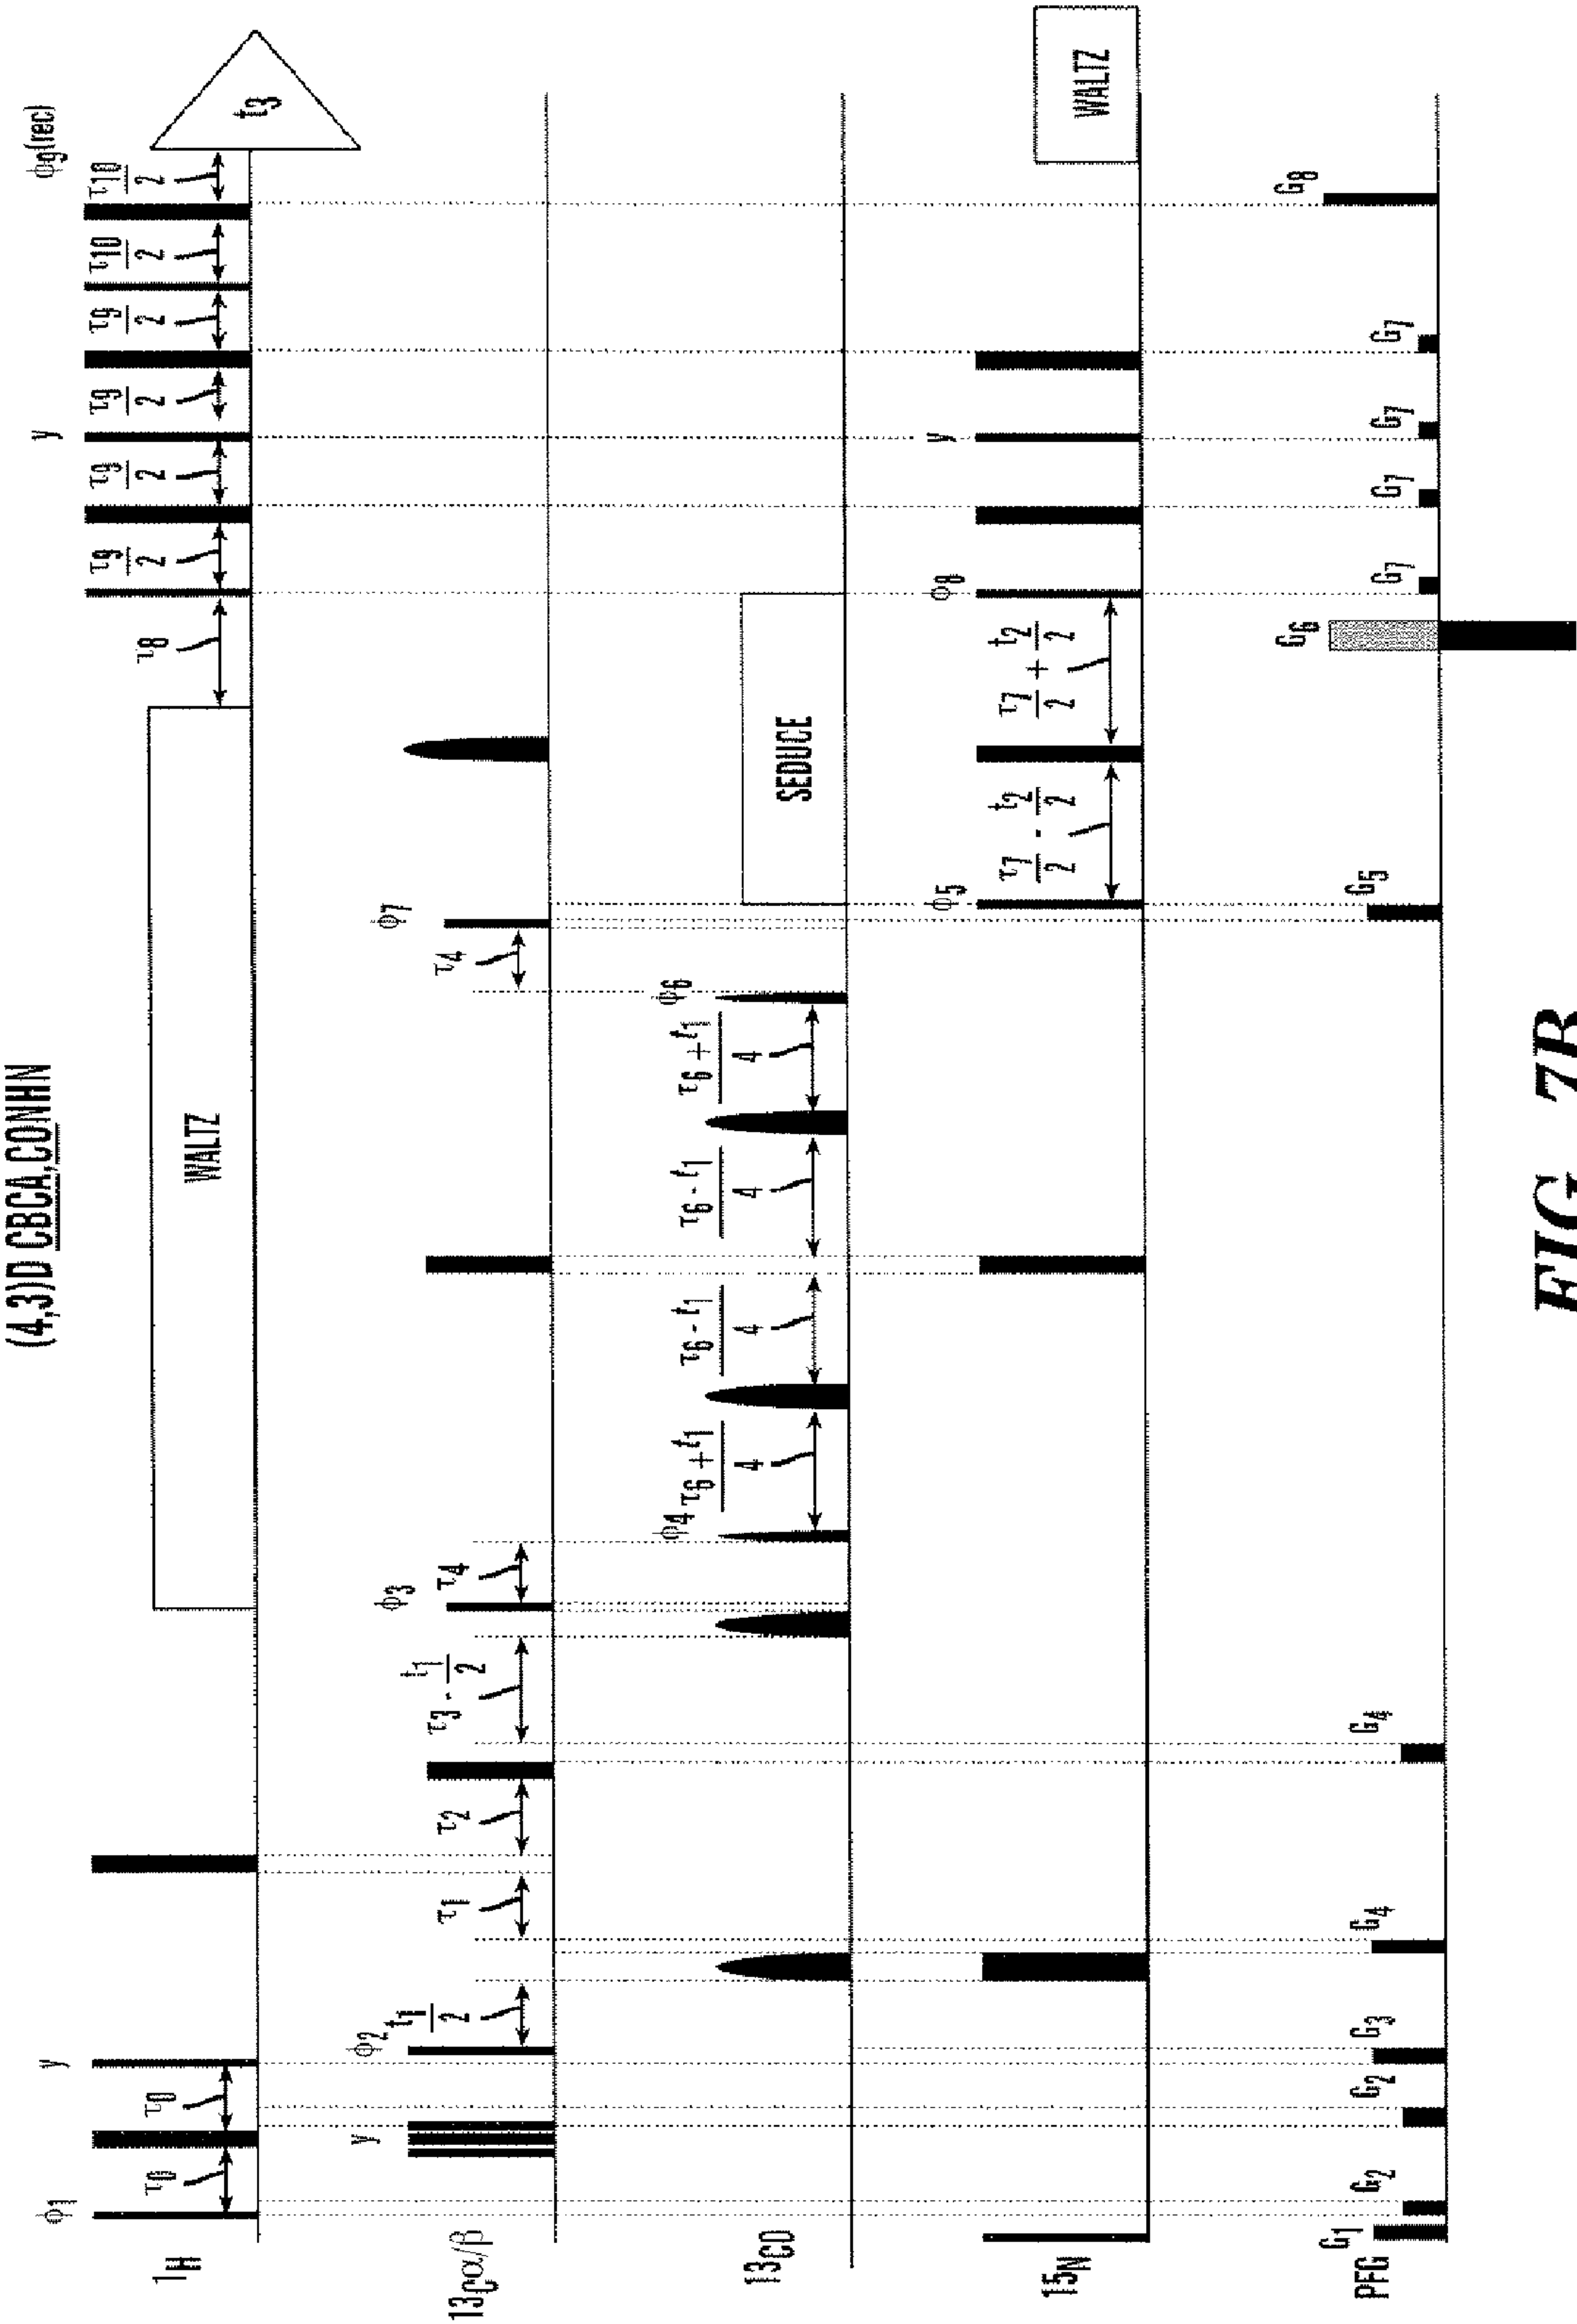 (4,3)D CBCA,CONHN
1H
ϕ1
τ0
τ0
y
WALTZ
τ8
τ9/2
τ9/2
y
τ9/2
τ9/2
τ10/2
τ10/2
ϕ9(rec)
t3
13Cα/β
y
ϕ2
t1/2
τ1
τ2
τ3 - t1/2
ϕ3
τ4
τ4
ϕ7
13CO
ϕ4
τ6 + t1/4
τ6 - t1/4
τ6 - t1/4
τ6 + t1/4
ϕ6
SEDUCE
15N
ϕ5
τ7/2 - t2/2
τ7/2 + t2/2
ϕ8
y
WALTZ
PFG
G1
G2
G2
G3
G4
G4
G5
G6
G7
G7
G7
G7
G8
FIG. 7B